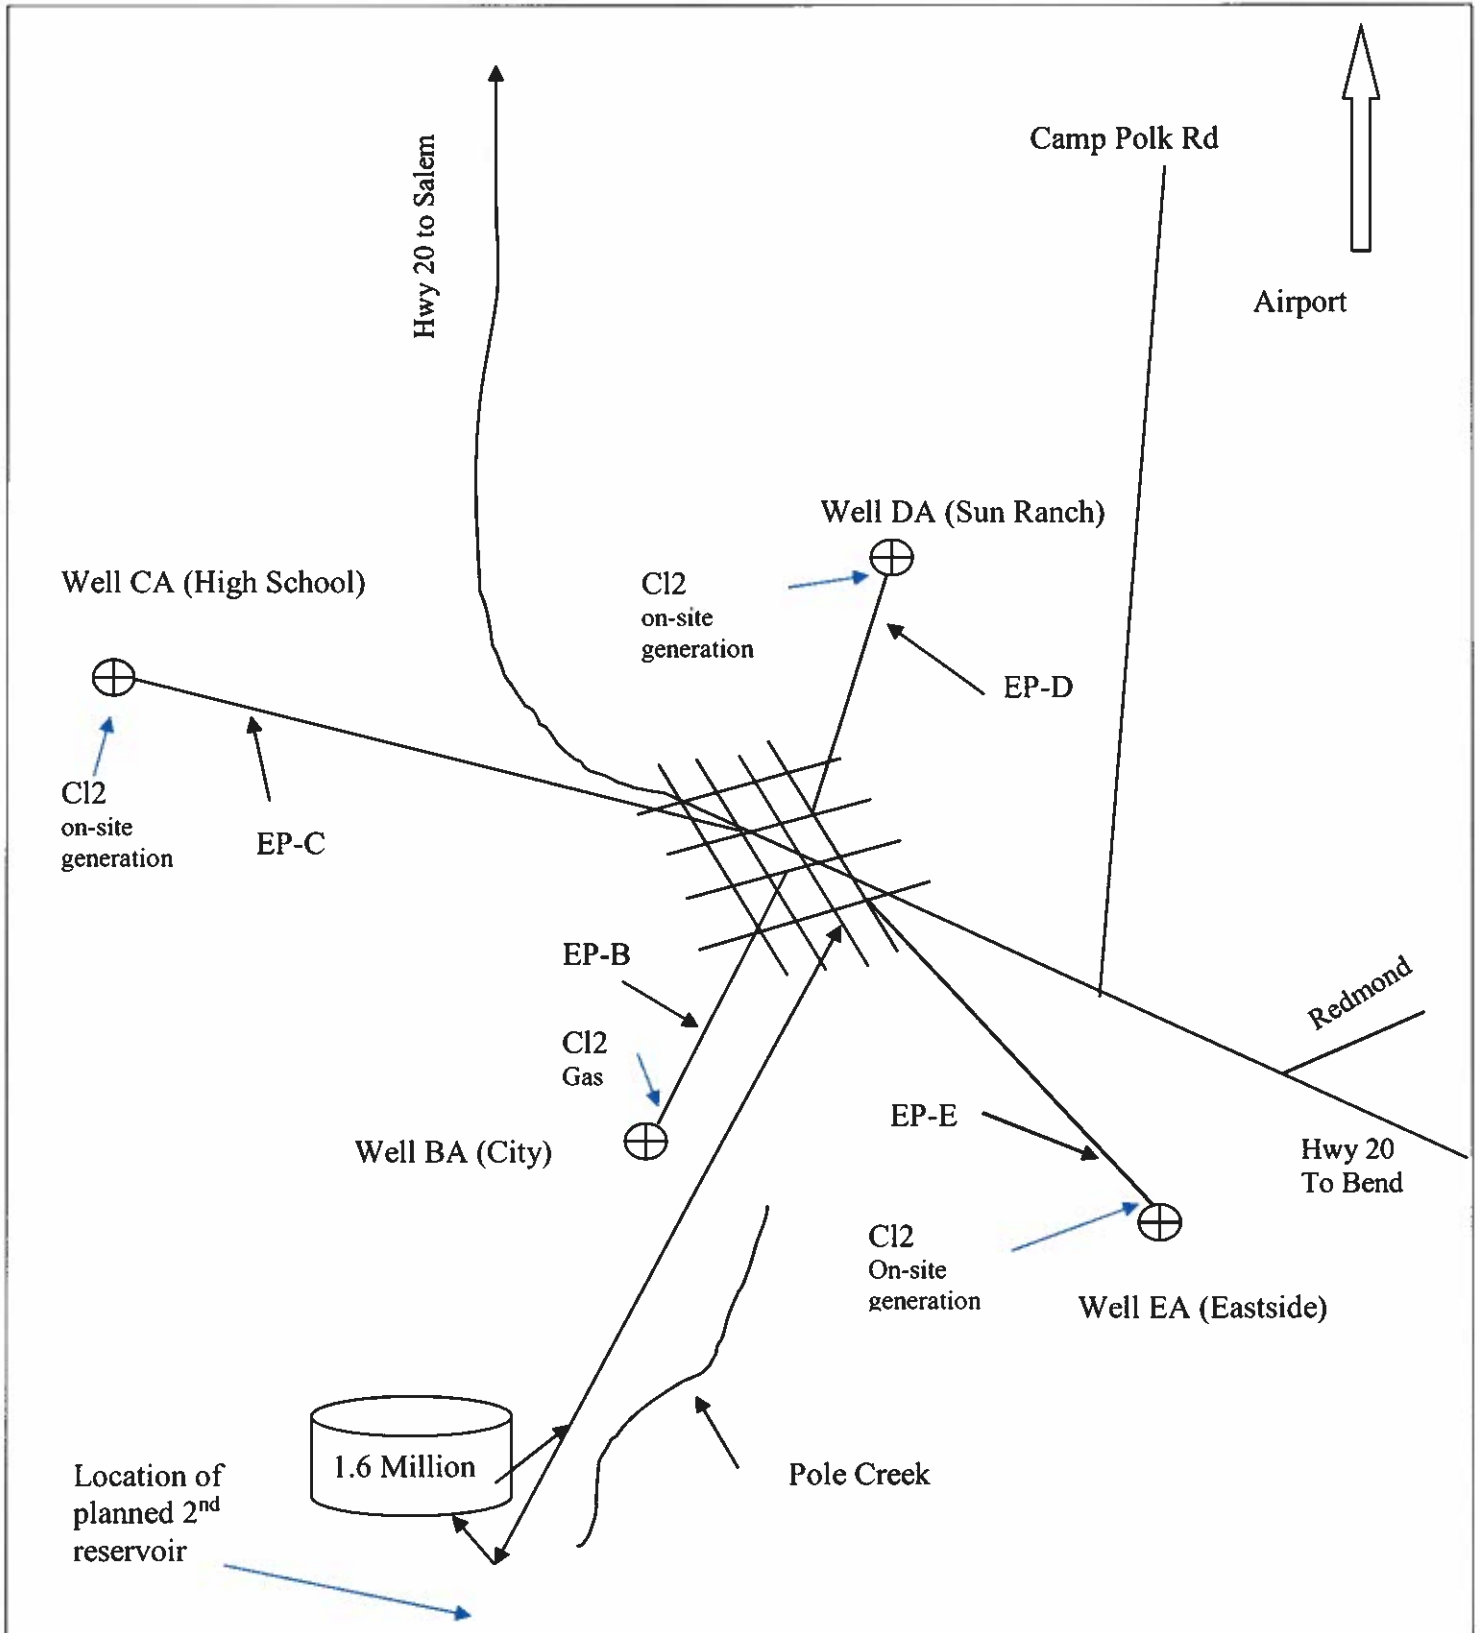 Hwy 20 to Salem
Camp Polk Rd
Airport
Well DA (Sun Ranch)
Well CA (High School)
Cl2
on-site
generation
EP-D
Cl2
on-site
generation
EP-C
EP-B
Cl2
Gas
Redmond
EP-E
Well BA (City)
Hwy 20
To Bend
Cl2
On-site
generation
Well EA (Eastside)
1.6 Million
Pole Creek
Location of
planned 2nd
reservoir